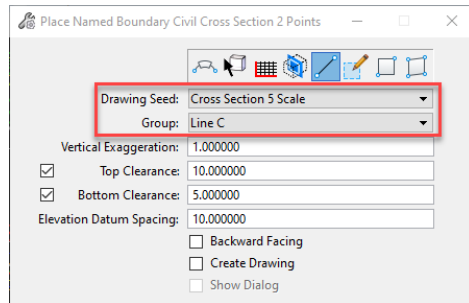 Place Named Boundary Civil Cross Section 2 Points
Drawing Seed: Cross Section 5 Scale
Group: Line C
Vertical Exaggeration: 1.000000
Top Clearance: 10.000000
Bottom Clearance: 5.000000
Elevation Datum Spacing: 10.000000
Backward Facing
Create Drawing
Show Dialog